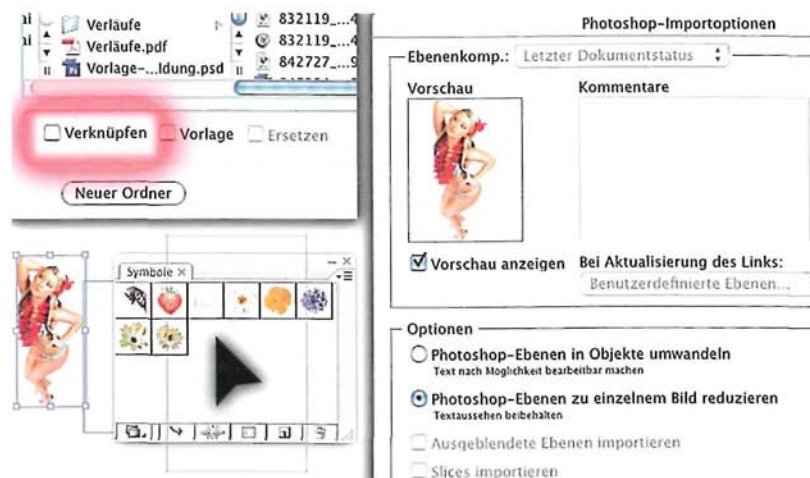 Verläufe
Verläufe.pdf
Vorlage-...ldung.psd
832119_...4
832119_...4
842727_...9
Verknüpfen
Vorlage
Ersetzen
Neuer Ordner
Symbole ×
Photoshop-Importoptionen
Ebenenkomp.: Letzter Dokumentstatus
Vorschau
Kommentare
Vorschau anzeigen
Bei Aktualisierung des Links:
Benutzerdefinierte Ebenen...
Optionen
Photoshop-Ebenen in Objekte umwandeln
Text nach Möglichkeit bearbeitbar machen
Photoshop-Ebenen zu einzelnem Bild reduzieren
Textaussehen beibehalten
Ausgeblendete Ebenen importieren
Slices importieren